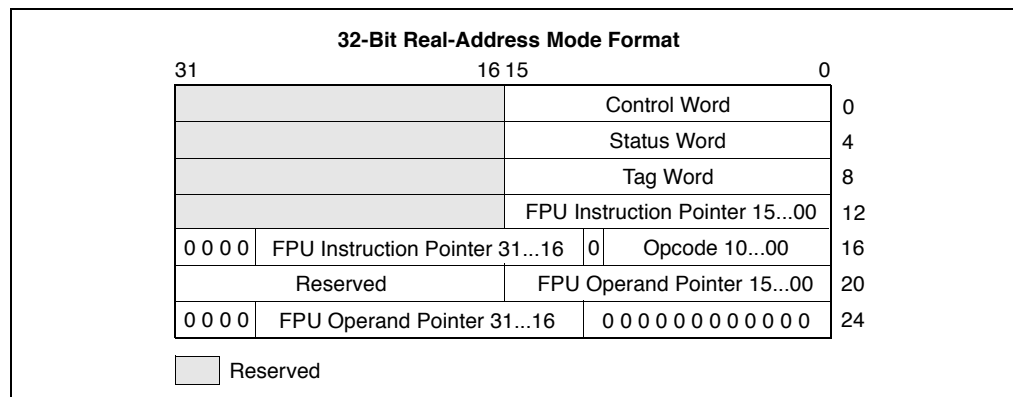 32-Bit Real-Address Mode Format
31 16 15 0
Control Word 0
Status Word 4
Tag Word 8
FPU Instruction Pointer 15...00 12
0 0 0 0 FPU Instruction Pointer 31...16 0 Opcode 10...00 16
Reserved FPU Operand Pointer 15...00 20
0 0 0 0 FPU Operand Pointer 31...16 0 0 0 0 0 0 0 0 0 0 0 0 24
Reserved